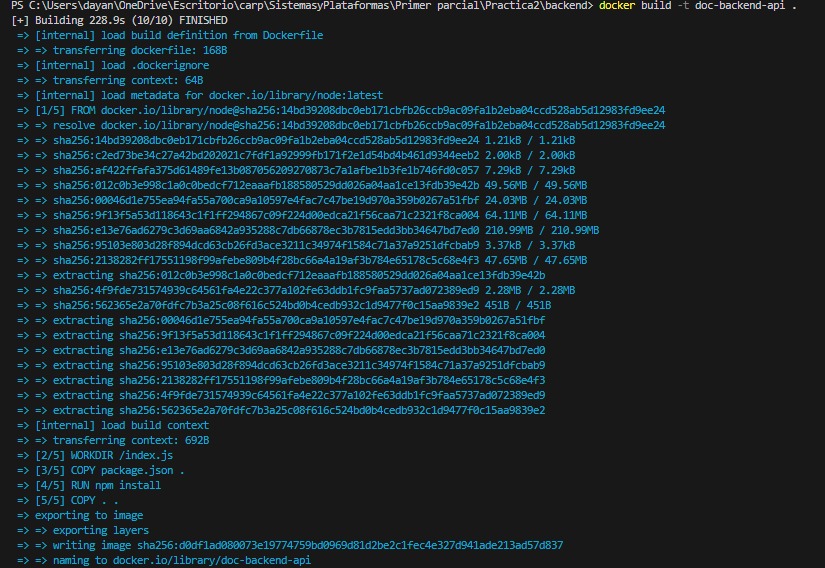 PS C:\Users\dayan\OneDrive\Escritorio\carp\SistemasyPlataformas\Primer parcial\Practica2\backend> docker build -t doc-backend-api .
[+] Building 228.9s (10/10) FINISHED
=> [internal] load build definition from Dockerfile
=> => transferring dockerfile: 168B
=> [internal] load .dockerignore
=> => transferring context: 64B
=> [internal] load metadata for docker.io/library/node:latest
=> [1/5] FROM docker.io/library/node@sha256:14bd39208dbc0eb171cbfb26ccb9ac09fa1b2eba04ccd528ab5d12983fd9ee24
=> => resolve docker.io/library/node@sha256:14bd39208dbc0eb171cbfb26ccb9ac09fa1b2eba04ccd528ab5d12983fd9ee24
=> => sha256:14bd39208dbc0eb171cbfb26ccb9ac09fa1b2eba04ccd528ab5d12983fd9ee24 1.21kB / 1.21kB
=> => sha256:c2ed73be34c27a42bd202021c7fdf1a92999fb171f2e1d54bd4b461d9344eeb2 2.00kB / 2.00kB
=> => sha256:af422ffafa375d61489fe13b087056209270873c7a1afbe1b3fe1b746fd0c057 7.29kB / 7.29kB
=> => sha256:012c0b3e998c1a0c0bedcf712eaaafb188580529dd026a04aa1ce13fdb39e42b 49.56MB / 49.56MB
=> => sha256:00046d1e755ea94fa55a700ca9a10597e4fac7c47be19d970a359b0267a51fbf 24.03MB / 24.03MB
=> => sha256:9f13f5a53d118643c1f1ff294867c09f224d00edca21f56caa71c2321f8ca004 64.11MB / 64.11MB
=> => sha256:e13e76ad6279c3d69aa6842a935288c7db66878ec3b7815edd3bb34647bd7ed0 210.99MB / 210.99MB
=> => sha256:95103e803d28f894dcd63cb26fd3ace3211c34974f1584c71a37a9251dfcbab9 3.37kB / 3.37kB
=> => sha256:2138282ff17551198f99afebe809b4f28bc66a4a19af3b784e65178c5c68e4f3 47.65MB / 47.65MB
=> => extracting sha256:012c0b3e998c1a0c0bedcf712eaaafb188580529dd026a04aa1ce13fdb39e42b
=> => sha256:4f9fde731574939c64561fa4e22c377a102fe63ddb1fc9faa5737ad072389ed9 2.28MB / 2.28MB
=> => sha256:562365e2a70fdfc7b3a25c08f616c524bd0b4cedb932c1d9477f0c15aa9839e2 451B / 451B
=> => extracting sha256:00046d1e755ea94fa55a700ca9a10597e4fac7c47be19d970a359b0267a51fbf
=> => extracting sha256:9f13f5a53d118643c1f1ff294867c09f224d00edca21f56caa71c2321f8ca004
=> => extracting sha256:e13e76ad6279c3d69aa6842a935288c7db66878ec3b7815edd3bb34647bd7ed0
=> => extracting sha256:95103e803d28f894dcd63cb26fd3ace3211c34974f1584c71a37a9251dfcbab9
=> => extracting sha256:2138282ff17551198f99afebe809b4f28bc66a4a19af3b784e65178c5c68e4f3
=> => extracting sha256:4f9fde731574939c64561fa4e22c377a102fe63ddb1fc9faa5737ad072389ed9
=> => extracting sha256:562365e2a70fdfc7b3a25c08f616c524bd0b4cedb932c1d9477f0c15aa9839e2
=> [internal] load build context
=> => transferring context: 692B
=> [2/5] WORKDIR /index.js
=> [3/5] COPY package.json .
=> [4/5] RUN npm install
=> [5/5] COPY . .
=> exporting to image
=> => exporting layers
=> => writing image sha256:d0df1ad080073e19774759bd0969d81d2be2c1fec4e327d941ade213ad57d837
=> => naming to docker.io/library/doc-backend-api